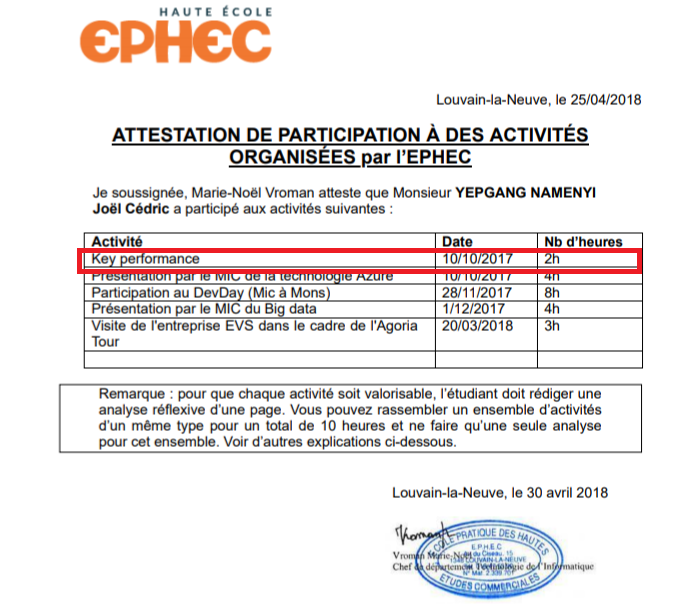 HAUTE ÉCOLE
EPHEC
Louvain-la-Neuve, le 25/04/2018
ATTESTATION DE PARTICIPATION À DES ACTIVITÉS
ORGANISÉES par l'EPHEC
Je soussignée, Marie-Noël Vroman atteste que Monsieur YEPGANG NAMENYI
Joël Cédric a participé aux activités suivantes :
Activité Date Nb d'heures
Key performance 10/10/2017 2h
Présentation par le MIC de la technologie Azure 10/10/2017 4h
Participation au DevDay (Mic à Mons) 28/11/2017 8h
Présentation par le MIC du Big data 1/12/2017 4h
Visite de l'entreprise EVS dans le cadre de l'Agoria 20/03/2018 3h
Tour
Remarque : pour que chaque activité soit valorisable, l'étudiant doit rédiger une
analyse réflexive d'une page. Vous pouvez rassembler un ensemble d'activités
d'un même type pour un total de 10 heures et ne faire qu'une seule analyse
pour cet ensemble. Voir d'autres explications ci-dessous.
Louvain-la-Neuve, le 30 avril 2018
Vroman
ÉCOLE PRATIQUE DES HAUTES
E.P.H.E.C
Vroman Marie-Noël
LOUVAIN-LA-NEUVE
Chef de département Technologie de l'Informatique
ÉTUDES COMMERCIALES